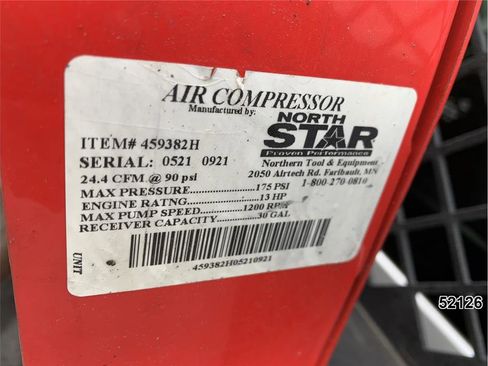 AIR COMPRESSOR
Manufactured by:
NORTH
STAR
Proven Performance
ITEM# 459382H
SERIAL: 0521 0921
Northern Tool & Equipment
24.4 CFM @ 90 psi
2050 Airtech Rd. Faribault, MN
MAX PRESSURE..................175 PSI
1-800-270-0810
ENGINE RATNG..................13 HP
MAX PUMP SPEED...........1200 RPM
RECEIVER CAPACITY..........30 GAL
UNIT
459382H05210921
52126